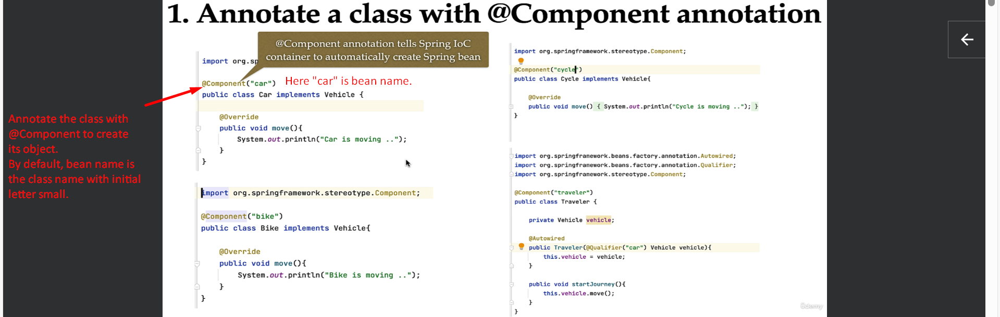 1. Annotate a class with @Component annotation
@Component annotation tells Spring IoC
container to automatically create Spring bean
import org.sp
@Component("car")
Here "car" is bean name.
public class Car implements Vehicle {
@Override
public void move(){
System.out.println("Car is moving ..");
}
}
Annotate the class with
@Component to create
its object.
By default, bean name is
the class name with initial
letter small.
import org.springframework.stereotype.Component;
@Component("bike")
public class Bike implements Vehicle{
@Override
public void move(){
System.out.println("Bike is moving ..");
}
}
import org.springframework.stereotype.Component;
@Component("cycle")
public class Cycle implements Vehicle{
@Override
public void move() { System.out.println("Cycle is moving .."); }
}
import org.springframework.beans.factory.annotation.Autowired;
import org.springframework.beans.factory.annotation.Qualifier;
import org.springframework.stereotype.Component;
@Component("traveler")
public class Traveler {
private Vehicle vehicle;
@Autowired
public Traveler(@Qualifier("car") Vehicle vehicle){
this.vehicle = vehicle;
}
public void startJourney(){
this.vehicle.move();
}
}